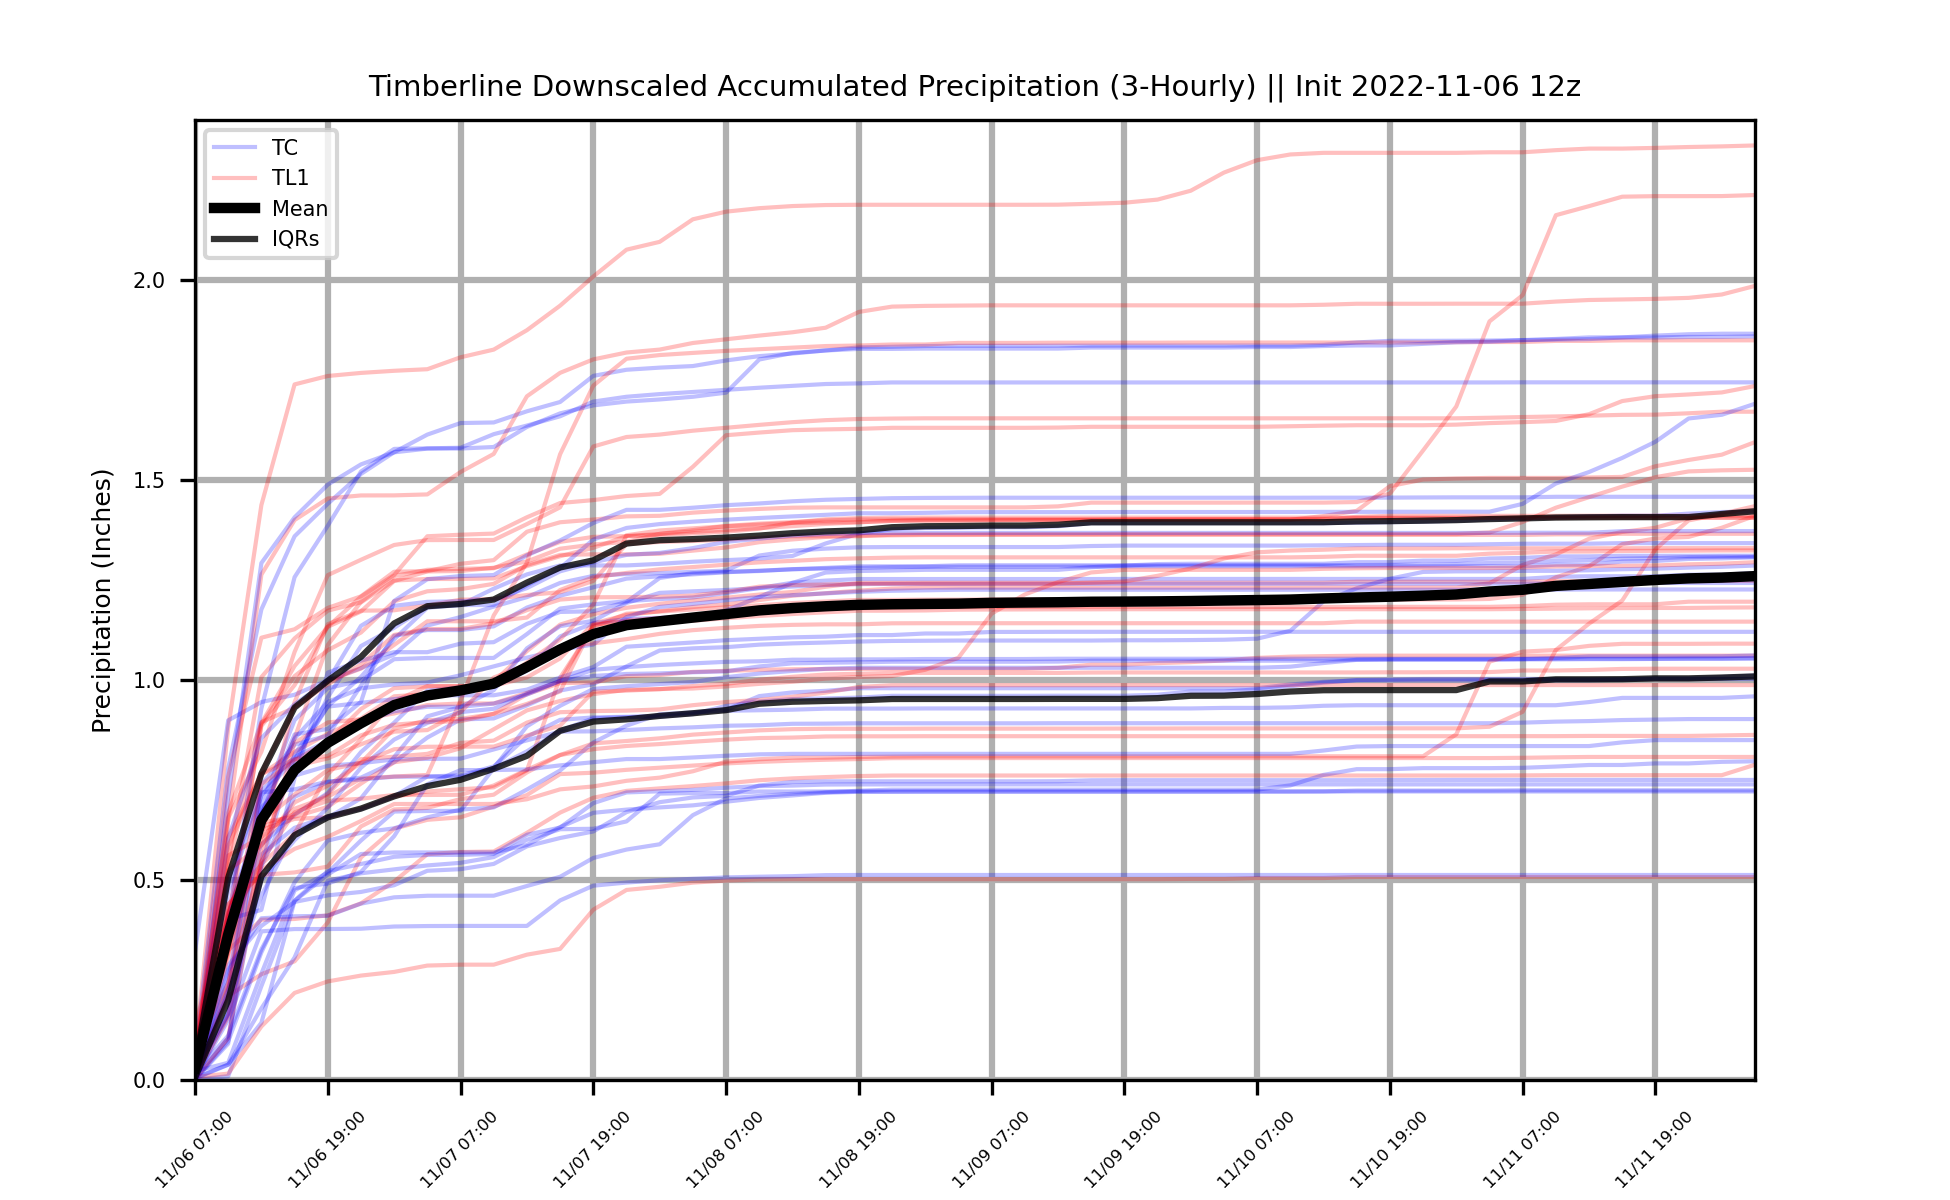 Timberline Downscaled Accumulated Precipitation (3-Hourly) || Init 2022-11-06 12z
TC
TL1
Mean
IQRs
Precipitation (Inches)
2.0
1.5
1.0
0.5
0.0
11/06 07:00
11/06 19:00
11/07 07:00
11/07 19:00
11/08 07:00
11/08 19:00
11/09 07:00
11/09 19:00
11/10 07:00
11/10 19:00
11/11 07:00
11/11 19:00